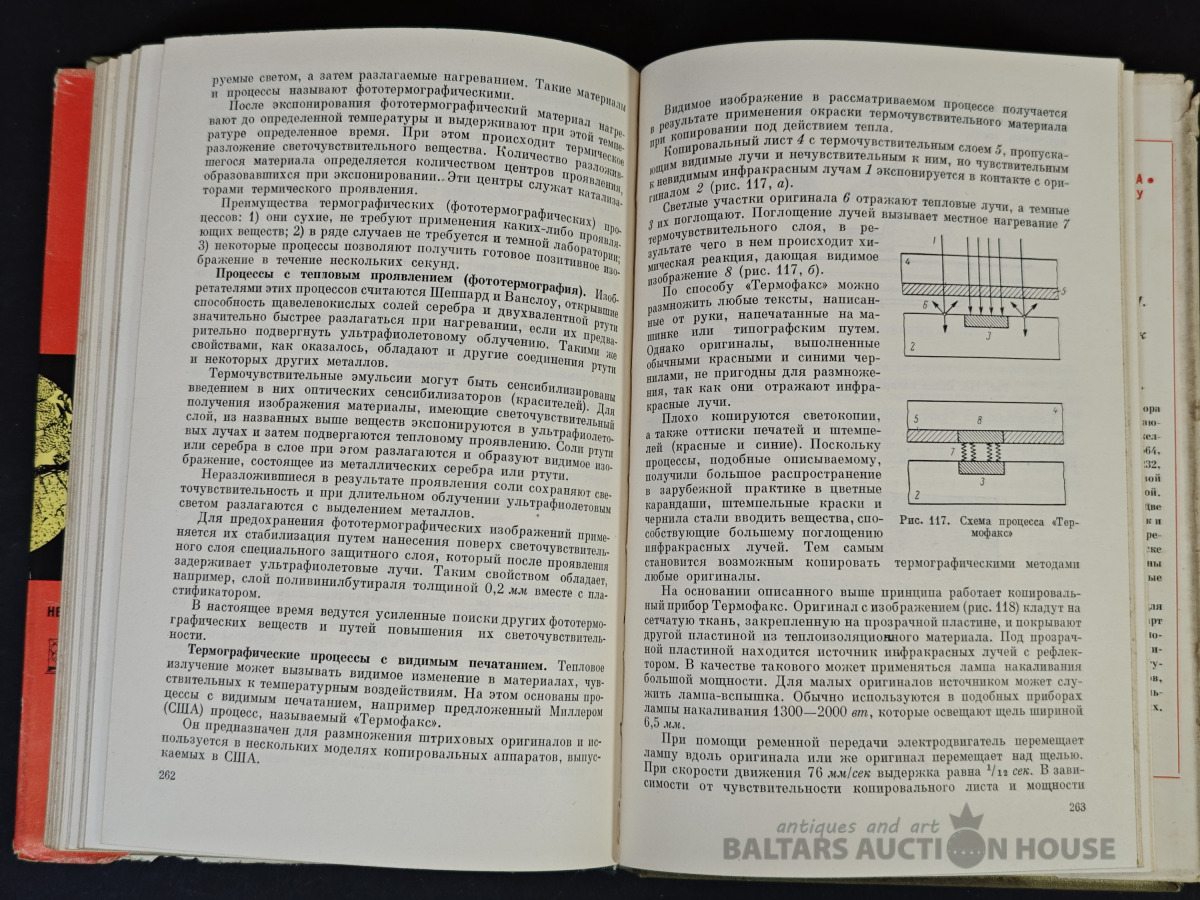 руемые светом, а затем разлагаемые нагреванием. Такие материалы
и процессы называют фототермографическими.
После экспонирования фототермографический материал нагре-
вают до определенной температуры и выдерживают при этой темпе-
ратуре определенное время. При этом происходит термическое
разложение светочувствительного вещества. Количество разложив-
шегося материала определяется количеством центров проявления,
образовавшихся при экспонировании. Эти центры служат катализа-
торами термического проявления.
Преимущества термографических (фототермографических) про-
цессов: 1) они сухие, не требуют применения каких-либо проявля-
ющих веществ; 2) в ряде случаев не требуется и темной лаборатории;
3) некоторые процессы позволяют получить готовое позитивное изо-
бражение в течение нескольких секунд.
Процессы с тепловым проявлением (фототермография). Изоб-
ретателями этих процессов считаются Шеппард и Ванслоу, открывшие
способность щавелевокислых солей серебра и двухвалентной ртути
значительно быстрее разлагаться при нагревании, если их предва-
рительно подвергнуть ультрафиолетовому облучению. Такими же
свойствами, как оказалось, обладают и другие соединения ртути
и некоторых других металлов.
Термочувствительные эмульсии могут быть сенсибилизированы
введением в них оптических сенсибилизаторов (красителей). Для
получения изображения материалы, имеющие светочувствительный
слой, из названных выше веществ экспонируются в ультрафиолето-
вых лучах и затем подвергаются тепловому проявлению. Соли ртути
или серебра в слое при этом разлагаются и образуют видимое изо-
бражение, состоящее из металлических серебра или ртути.
Неразложившиеся в результате проявления соли сохраняют све-
точувствительность и при длительном облучении ультрафиолетовым
светом разлагаются с выделением металлов.
Для предохранения фототермографических изображений приме-
няется их стабилизация путем нанесения поверх светочувствитель-
ного слоя специального защитного слоя, который после проявления
задерживает ультрафиолетовые лучи. Таким свойством обладает,
например, слой поливинилбутираля толщиной 0,2 мм вместе с пла-
стификатором.
В настоящее время ведутся усиленные поиски других фототермо-
графических веществ и путей повышения их светочувствитель-
ности.
Термографические процессы с видимым печатанием. Тепловое
излучение может вызывать видимое изменение в материалах, чув-
ствительных к температурным воздействиям. На этом основаны про-
цессы с видимым печатанием, например предложенный Миллером
(США) процесс, называемый «Термофакс».
Он предназначен для размножения штриховых оригиналов и ис-
пользуется в нескольких моделях копировальных аппаратов, выпус-
каемых в США.
262
Видимое изображение в рассматриваемом процессе получается
в результате применения окраски термочувствительного материала
при копировании под действием тепла.
Копировальный лист 4 с термочувствительным слоем 5, пропуска-
ющим видимые лучи и нечувствительным к ним, но чувствительным
к невидимым инфракрасным лучам 1 экспонируется в контакте с ори-
гиналом 2 (рис. 117, а).
Светлые участки оригинала 6 отражают тепловые лучи, а темные
3 их поглощают. Поглощение лучей вызывает местное нагревание 7
термочувствительного слоя, в ре-
зультате чего в нем происходит хи-
мическая реакция, дающая видимое
изображение 8 (рис. 117, б).
По способу «Термофакс» можно
размножить любые тексты, написан-
ные от руки, напечатанные на ма-
шинке или типографским путем.
Однако оригиналы, выполненные
обычными красными и синими чер-
нилами, не пригодны для размноже-
ния, так как они отражают инфра-
красные лучи.
Плохо копируются светокопии,
а также оттиски печатей и штемпе-
лей (красные и синие). Поскольку
процессы, подобные описываемому,
получили большое распространение
в зарубежной практике в цветные
карандаши, штемпельные краски и
чернила стали вводить вещества, спо-
собствующие большему поглощению
инфракрасных лучей. Тем самым
становится возможным копировать термографическими методами
любые оригиналы.
1
4
5
6
3
2
5
8
4
7
3
2
Рис. 117. Схема процесса «Тер-
мофакс»
На основании описанного выше принципа работает копироваль-
ный прибор Термофакс. Оригинал с изображением (рис. 118) кладут на
сетчатую ткань, закрепленную на прозрачной пластине, и покрывают
другой пластиной из теплоизоляционного материала. Под прозрач-
ной пластиной находится источник инфракрасных лучей с рефлек-
тором. В качестве такового может применяться лампа накаливания
большой мощности. Для малых оригиналов источником может слу-
жить лампа-вспышка. Обычно используются в подобных приборах
лампы накаливания 1300—2000 вт, которые освещают щель шириной
6,5 мм.
При помощи ременной передачи электродвигатель перемещает
лампу вдоль оригинала или же оригинал перемещает над щелью.
При скорости движения 76 мм/сек выдержка равна 1/12 сек. В зави-
симости от чувствительности копировального листа и мощности
263
antiques and art
BALTARS AUCTION HOUSE